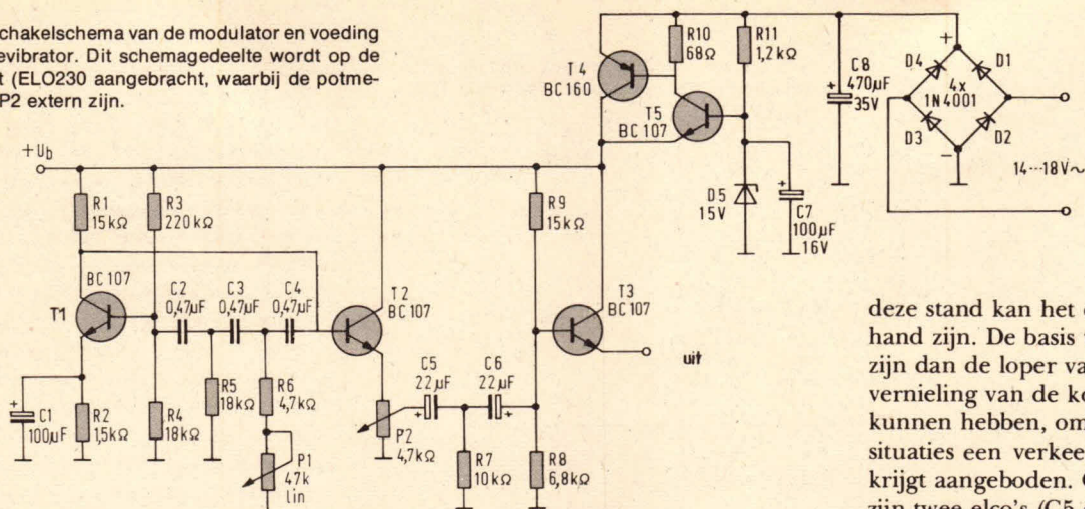 chakelschema van de modulator en voeding
evibrator. Dit schemagedeelte wordt op de
t (ELO230 aangebracht, waarbij de potme-
P2 extern zijn.
+Ub
R1
15kΩ
R3
220kΩ
BC107
T1
C1
100µF
R2
1,5kΩ
R4
18kΩ
C2
0,47µF
C3
0,47µF
C4
0,47µF
R5
18kΩ
R6
4,7kΩ
P1
47k
lin
T2
BC107
P2
4,7kΩ
C5
22µF
C6
22µF
R7
10kΩ
R8
6,8kΩ
R9
15kΩ
T3
BC107
uit
T4
BC160
R10
68Ω
T5
BC107
R11
1,2kΩ
D5
15V
C7
100µF
16V
C8
470µF
35V
D4
D1
4x
1N4001
D3
D2
+
−
14···18V~
deze stand kan het
hand zijn. De basis
zijn dan de loper va
vernieling van de ko
kunnen hebben, om
situaties een verkee
krijgt aangeboden.
zijn twee elco's (C5